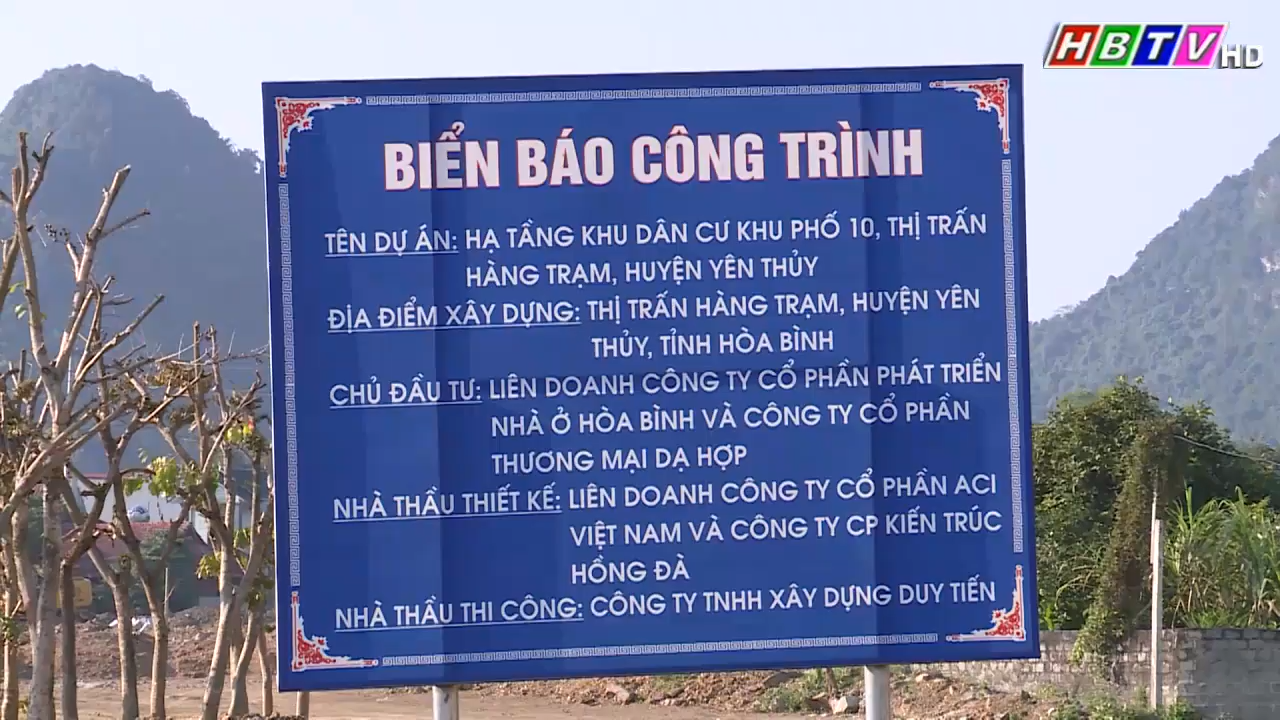 HBTV HD
BIỂN BÁO CÔNG TRÌNH
TÊN DỰ ÁN: HẠ TẦNG KHU DÂN CƯ KHU PHỐ 10, THỊ TRẤN
HÀNG TRẠM, HUYỆN YÊN THỦY
ĐỊA ĐIỂM XÂY DỰNG: THỊ TRẤN HÀNG TRẠM, HUYỆN YÊN
THỦY, TỈNH HÒA BÌNH
CHỦ ĐẦU TƯ: LIÊN DOANH CÔNG TY CỔ PHẦN PHÁT TRIỂN
NHÀ Ở HÒA BÌNH VÀ CÔNG TY CỔ PHẦN
THƯƠNG MẠI DẠ HỢP
NHÀ THẦU THIẾT KẾ: LIÊN DOANH CÔNG TY CỔ PHẦN ACI
VIỆT NAM VÀ CÔNG TY CP KIẾN TRÚC
HỒNG ĐÀ
NHÀ THẦU THI CÔNG: CÔNG TY TNHH XÂY DỰNG DUY TIẾN